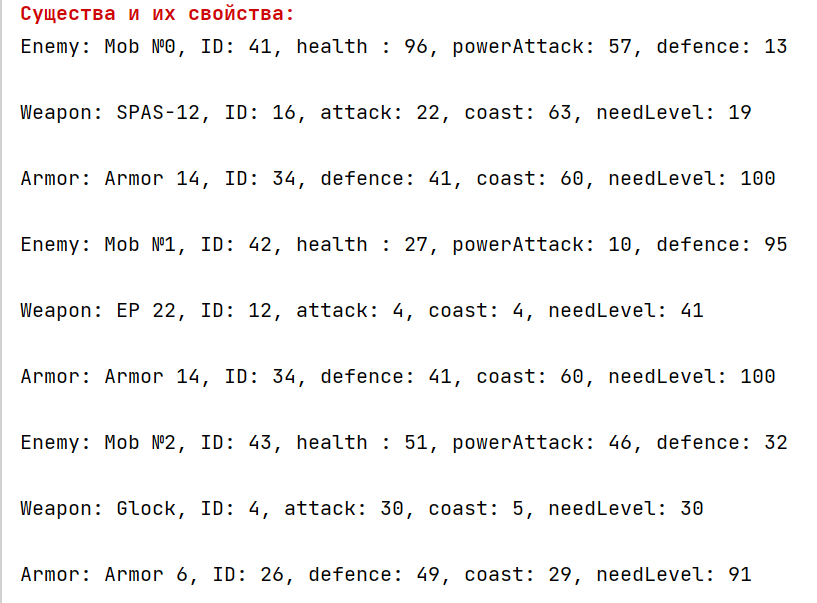 Существа и их свойства:
Enemy: Mob №0, ID: 41, health : 96, powerAttack: 57, defence: 13
Weapon: SPAS-12, ID: 16, attack: 22, coast: 63, needLevel: 19
Armor: Armor 14, ID: 34, defence: 41, coast: 60, needLevel: 100
Enemy: Mob №1, ID: 42, health : 27, powerAttack: 10, defence: 95
Weapon: EP 22, ID: 12, attack: 4, coast: 4, needLevel: 41
Armor: Armor 14, ID: 34, defence: 41, coast: 60, needLevel: 100
Enemy: Mob №2, ID: 43, health : 51, powerAttack: 46, defence: 32
Weapon: Glock, ID: 4, attack: 30, coast: 5, needLevel: 30
Armor: Armor 6, ID: 26, defence: 49, coast: 29, needLevel: 91